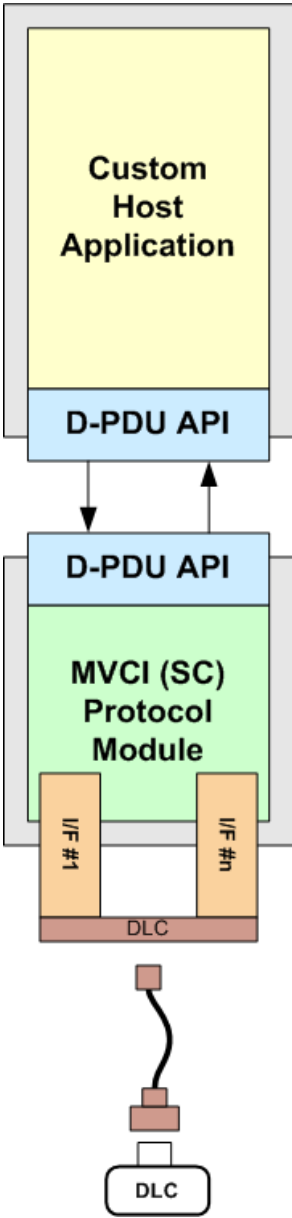 Custom
Host
Application
D-PDU API
D-PDU API
MVCI (SC)
Protocol
Module
I/F #1
I/F #n
DLC
DLC